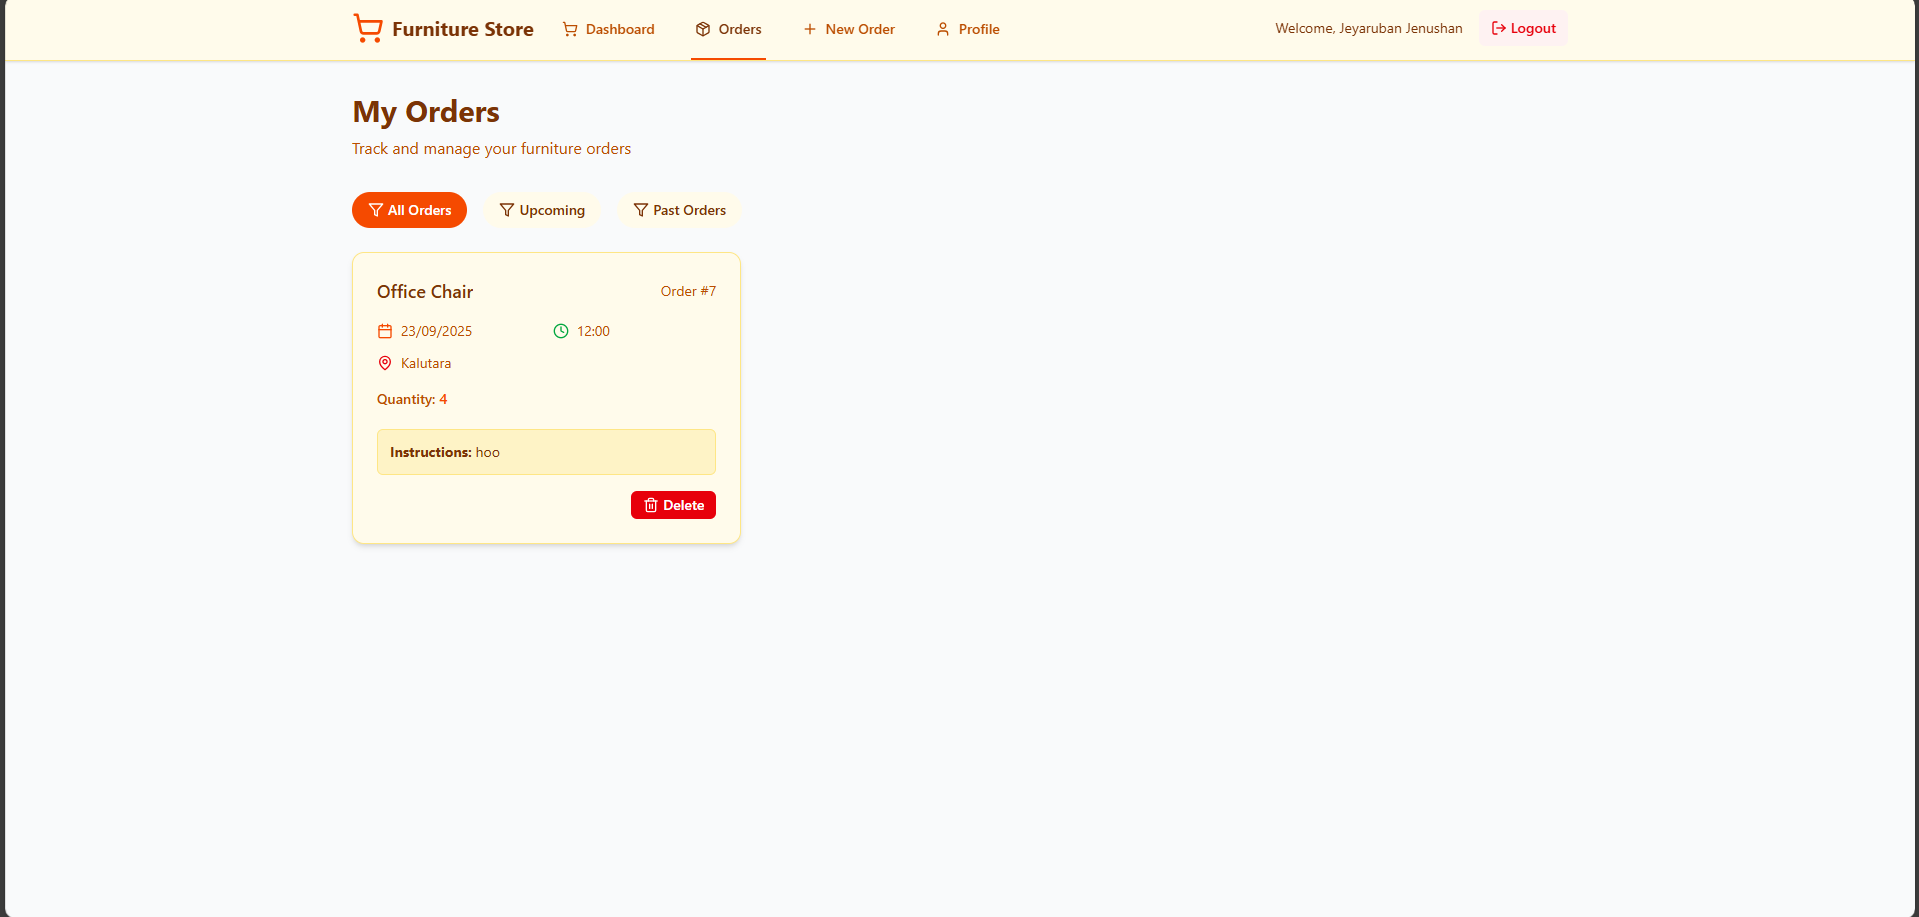 Furniture Store Dashboard Orders New Order Profile Welcome, Jeyaruban Jenushan Logout
My Orders
Track and manage your furniture orders
All Orders Upcoming Past Orders
Office Chair Order #7
23/09/2025 12:00
Kalutara
Quantity: 4
Instructions: hoo
Delete